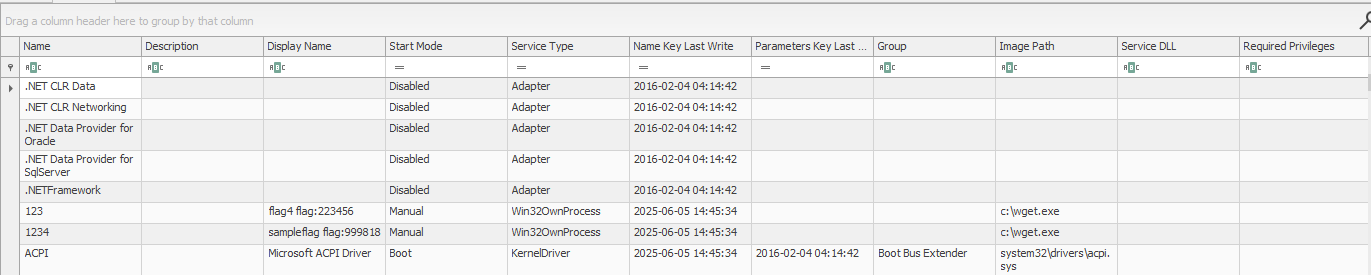 Drag a column header here to group by that column
Name Description Display Name Start Mode Service Type Name Key Last Write Parameters Key Last ... Group Image Path Service DLL Required Privileges
ABC ABC ABC = = = = ABC ABC ABC ABC
.NET CLR Data Disabled Adapter 2016-02-04 04:14:42
.NET CLR Networking Disabled Adapter 2016-02-04 04:14:42
.NET Data Provider for Disabled Adapter 2016-02-04 04:14:42
Oracle
.NET Data Provider for Disabled Adapter 2016-02-04 04:14:42
SqlServer
.NETFramework Disabled Adapter 2016-02-04 04:14:42
123 flag4 flag:223456 Manual Win32OwnProcess 2025-06-05 14:45:34 c:\wget.exe
1234 sampleflag flag:999818 Manual Win32OwnProcess 2025-06-05 14:45:34 c:\wget.exe
ACPI Microsoft ACPI Driver Boot KernelDriver 2025-06-05 14:45:34 2016-02-04 04:14:42 Boot Bus Extender system32\drivers\acpi.
sys